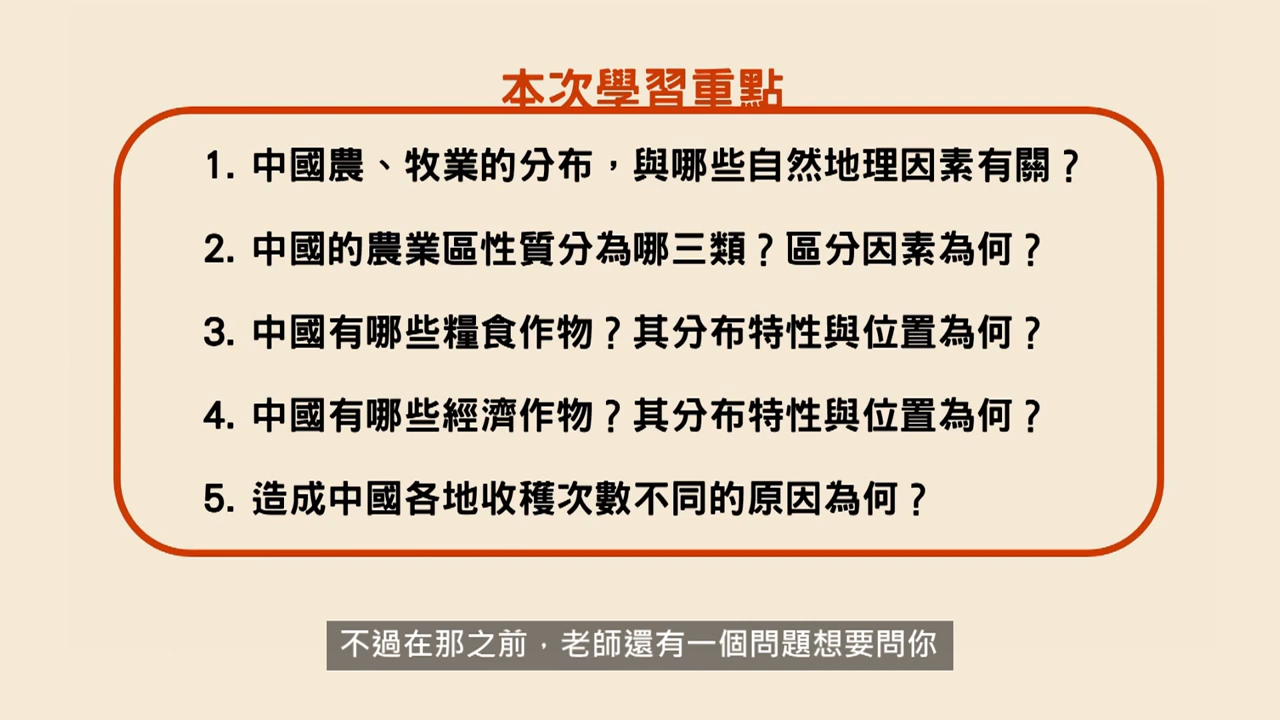 本次學習重點
1. 中國農、牧業的分布，與哪些自然地理因素有關？
2. 中國的農業區性質分為哪三類？區分因素為何？
3. 中國有哪些糧食作物？其分布特性與位置為何？
4. 中國有哪些經濟作物？其分布特性與位置為何？
5. 造成中國各地收穫次數不同的原因為何？
不過在那之前，老師還有一個問題想要問你